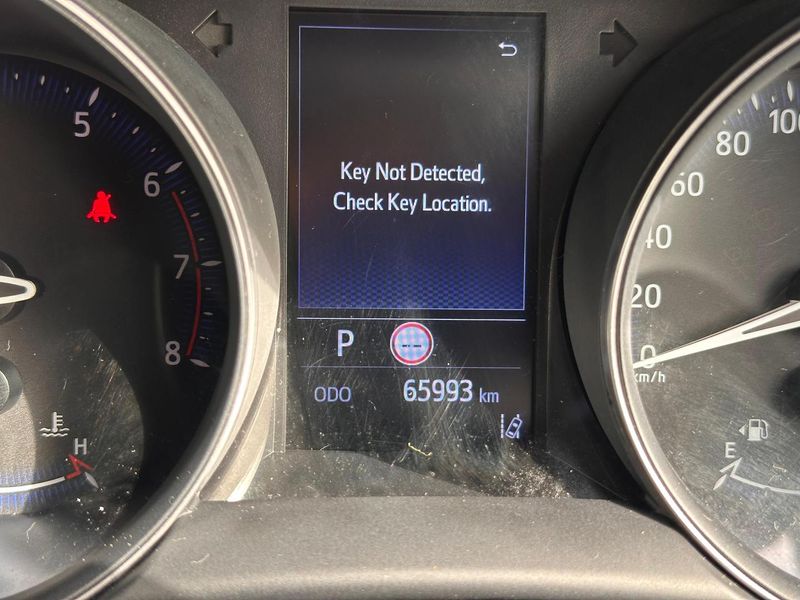 5
6
7
8
H
Key Not Detected,
Check Key Location.
P
ODO 65993 km
100
80
60
40
20
0
km/h
E